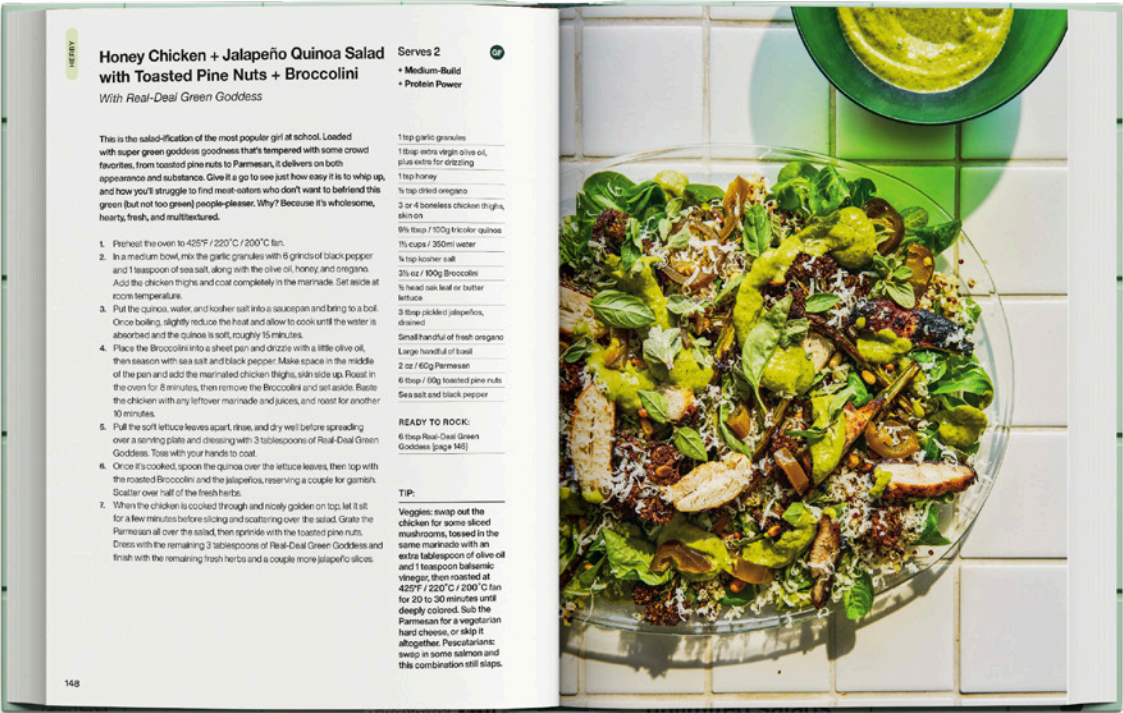 HERBY
Honey Chicken + Jalapeño Quinoa Salad
with Toasted Pine Nuts + Broccolini
With Real-Deal Green Goddess
This is the salad-ification of the most popular girl at school. Loaded
with super green goddess goodness that's tempered with some crowd
favorites, from toasted pine nuts to Parmesan, it delivers on both
appearance and substance. Give it a go to see just how easy it is to whip up,
and how you'll struggle to find meat-eaters who don't want to befriend this
green (but not too green) people-pleaser. Why? Because it's wholesome,
hearty, fresh, and multitextured.
1. Preheat the oven to 425°F / 220°C / 200°C fan.
2. In a medium bowl, mix the garlic granules with 6 grinds of black pepper
and 1 teaspoon of sea salt, along with the olive oil, honey, and oregano.
Add the chicken thighs and coat completely in the marinade. Set aside at
room temperature.
3. Put the quinoa, water, and kosher salt into a saucepan and bring to a boil.
Once boiling, slightly reduce the heat and allow to cook until the water is
absorbed and the quinoa is soft, roughly 15 minutes.
4. Place the Broccolini into a sheet pan and drizzle with a little olive oil,
then season with sea salt and black pepper. Make space in the middle
of the pan and add the marinated chicken thighs, skin side up. Roast in
the oven for 8 minutes, then remove the Broccolini and set aside. Baste
the chicken with any leftover marinade and juices, and roast for another
10 minutes.
5. Pull the soft lettuce leaves apart, rinse, and dry well before spreading
over a serving plate and dressing with 3 tablespoons of Real-Deal Green
Goddess. Toss with your hands to coat.
6. Once it's cooked, spoon the quinoa over the lettuce leaves, then top with
the roasted Broccolini and the jalapeños, reserving a couple for garnish.
Scatter over half of the fresh herbs.
7. When the chicken is cooked through and nicely golden on top, let it sit
for a few minutes before slicing and scattering over the salad. Grate the
Parmesan all over the salad, then sprinkle with the toasted pine nuts.
Dress with the remaining 3 tablespoons of Real-Deal Green Goddess and
finish with the remaining fresh herbs and a couple more jalapeño slices.
148
Serves 2
GF
+ Medium-Build
+ Protein Power
1 tsp garlic granules
1 tbsp extra virgin olive oil,
plus extra for drizzling
1 tsp honey
½ tsp dried oregano
3 or 4 boneless chicken thighs,
skin on
9½ tbsp / 100g tricolor quinoa
1½ cups / 350ml water
¼ tsp kosher salt
3½ oz / 100g Broccolini
½ head oak leaf or butter
lettuce
3 tbsp pickled jalapeños,
drained
Small handful of fresh oregano
Large handful of basil
2 oz / 60g Parmesan
6 tbsp / 60g toasted pine nuts
Sea salt and black pepper
READY TO ROCK:
6 tbsp Real-Deal Green
Goddess [page 146]
TIP:
Veggies: swap out the
chicken for some sliced
mushrooms, tossed in the
same marinade with an
extra tablespoon of olive oil
and 1 teaspoon balsamic
vinegar, then roasted at
425°F / 220°C / 200°C fan
for 20 to 30 minutes until
deeply colored. Sub the
Parmesan for a vegetarian
hard cheese, or skip it
altogether. Pescatarians:
swap in some salmon and
this combination still slaps.